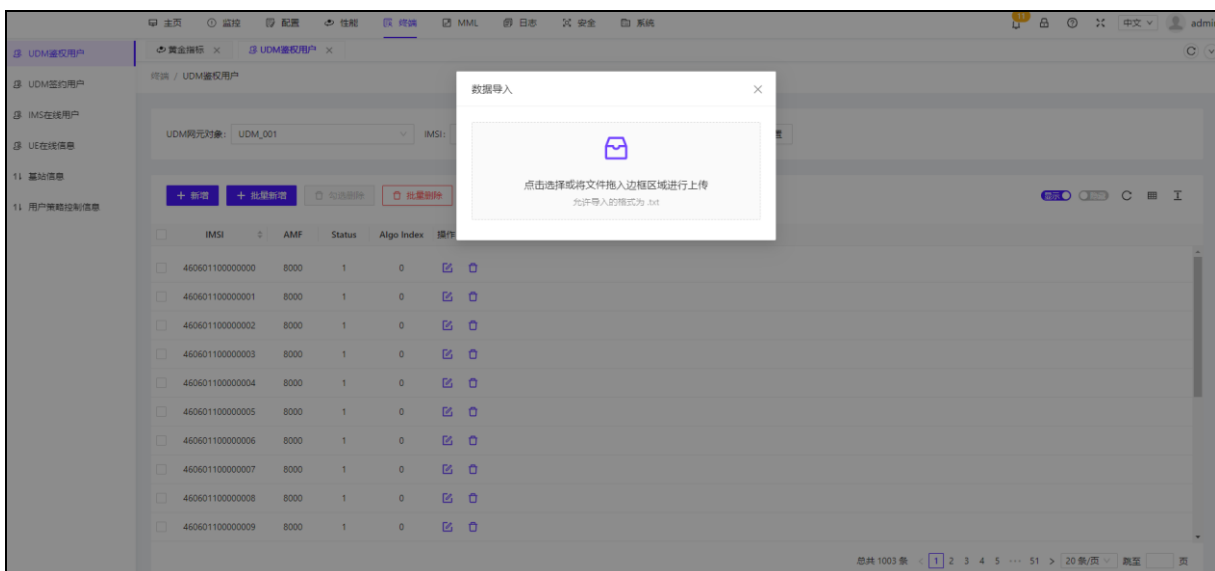 主页 监控 配置 性能 终端 MML 日志 安全 系统 11 中文 admin
UDM鉴权用户
UDM签约用户
IMS在线用户
UE在线信息
基站信息
用户策略控制信息
黄金指标 × UDM鉴权用户 ×
终端 / UDM鉴权用户
UDM网元对象: UDM_001 IMSI:
数据导入
点击选择或将文件拖入边框区域进行上传
允许导入的格式为 .txt
+ 新增 + 批量新增 勾选删除 批量删除 显示
IMSI AMF Status Algo Index 操作
460601100000000 8000 1 0
460601100000001 8000 1 0
460601100000002 8000 1 0
460601100000003 8000 1 0
460601100000004 8000 1 0
460601100000005 8000 1 0
460601100000006 8000 1 0
460601100000007 8000 1 0
460601100000008 8000 1 0
460601100000009 8000 1 0
总共 1003 条 < 1 2 3 4 5 ··· 51 > 20 条/页 跳至 页